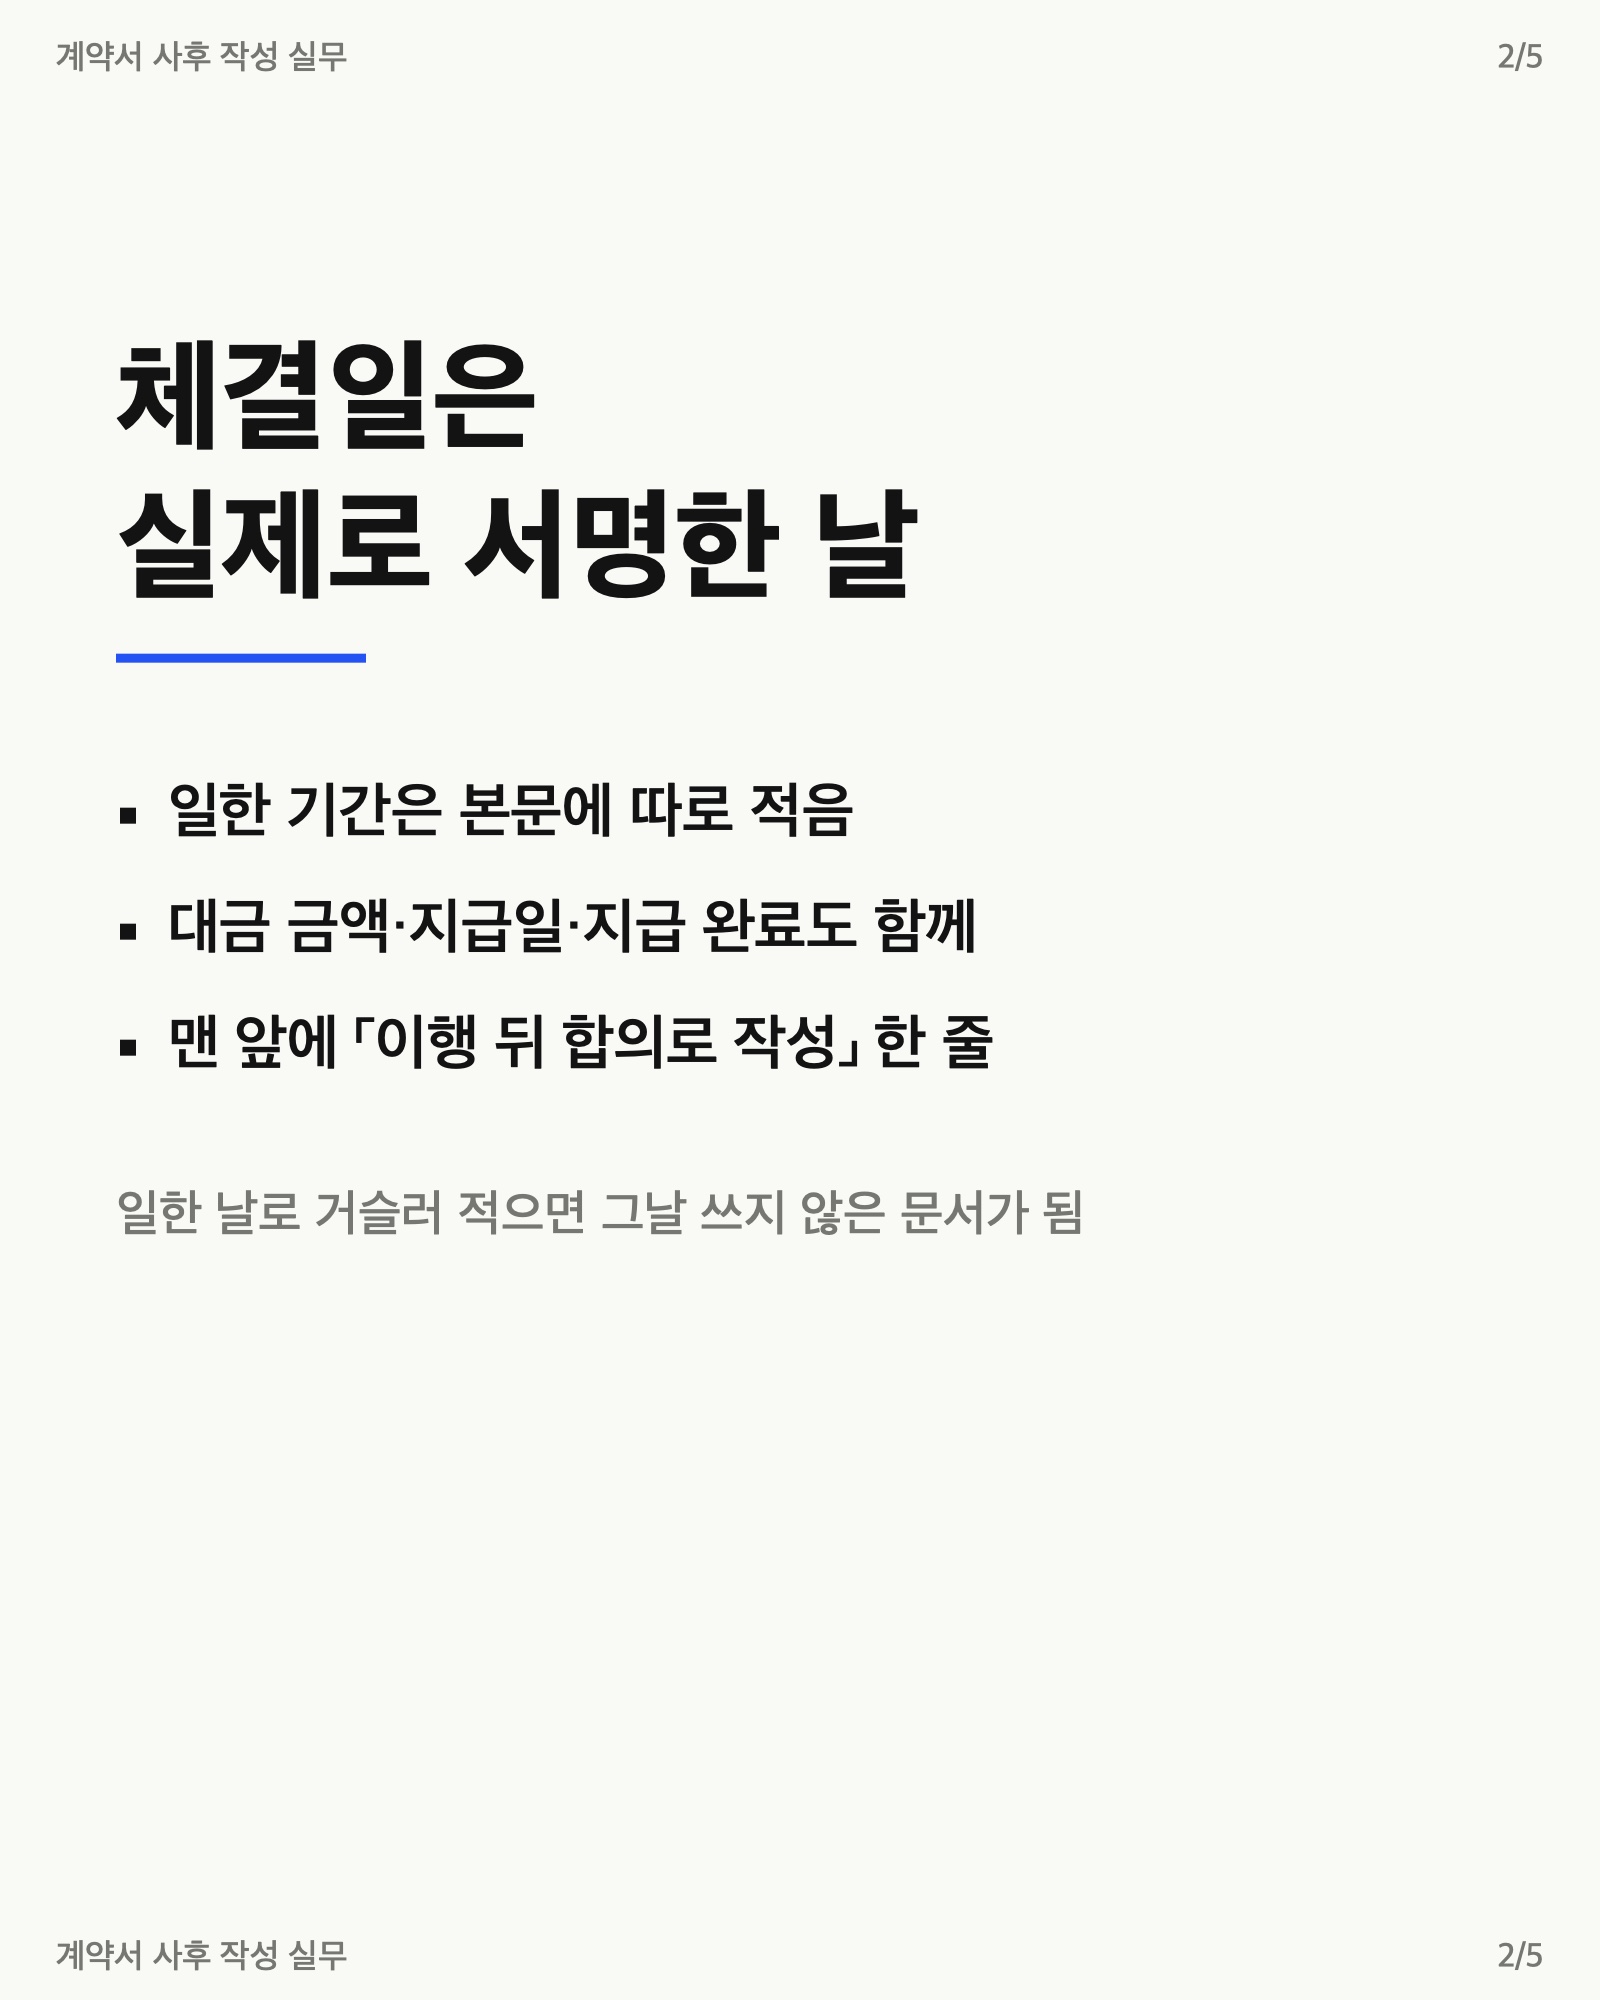 계약서 사후 작성 실무
2/5
체결일은
실제로 서명한 날
▪ 일한 기간은 본문에 따로 적음
▪ 대금 금액·지급일·지급 완료도 함께
▪ 맨 앞에 「이행 뒤 합의로 작성」 한 줄
일한 날로 거슬러 적으면 그날 쓰지 않은 문서가 됨
계약서 사후 작성 실무
2/5